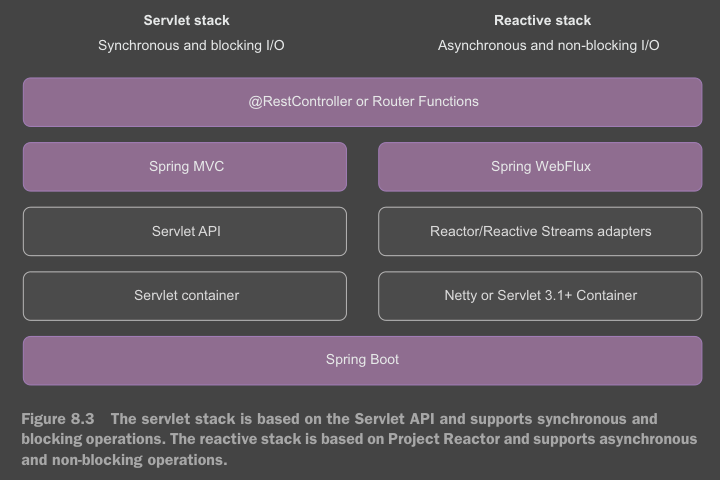 Servlet stack
Synchronous and blocking I/O
Reactive stack
Asynchronous and non-blocking I/O
@RestController or Router Functions
Spring MVC
Spring WebFlux
Servlet API
Reactor/Reactive Streams adapters
Servlet container
Netty or Servlet 3.1+ Container
Spring Boot
Figure 8.3 The servlet stack is based on the Servlet API and supports synchronous and
blocking operations. The reactive stack is based on Project Reactor and supports asynchronous
and non-blocking operations.